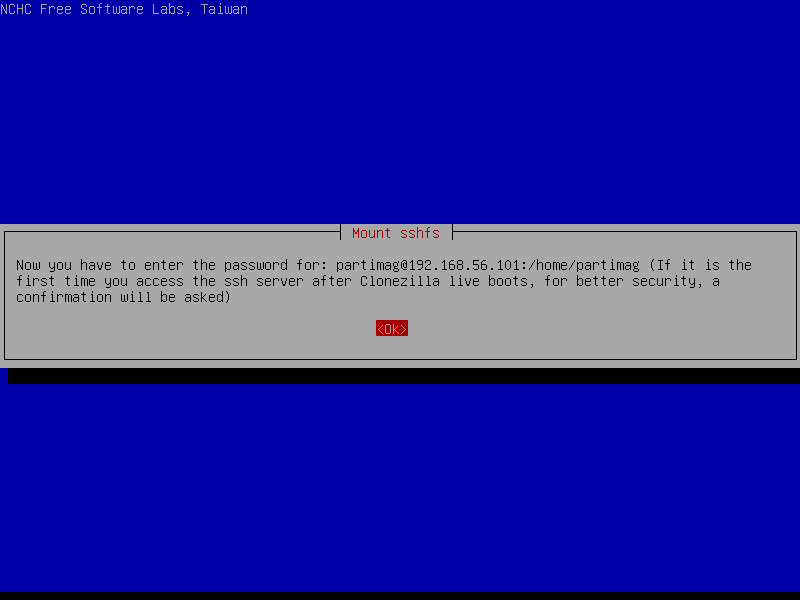 NCHC Free Software Labs, Taiwan
Mount sshfs
Now you have to enter the password for: partimag@192.168.56.101:/home/partimag (If it is the
first time you access the ssh server after Clonezilla live boots, for better security, a
confirmation will be asked)
<Ok>